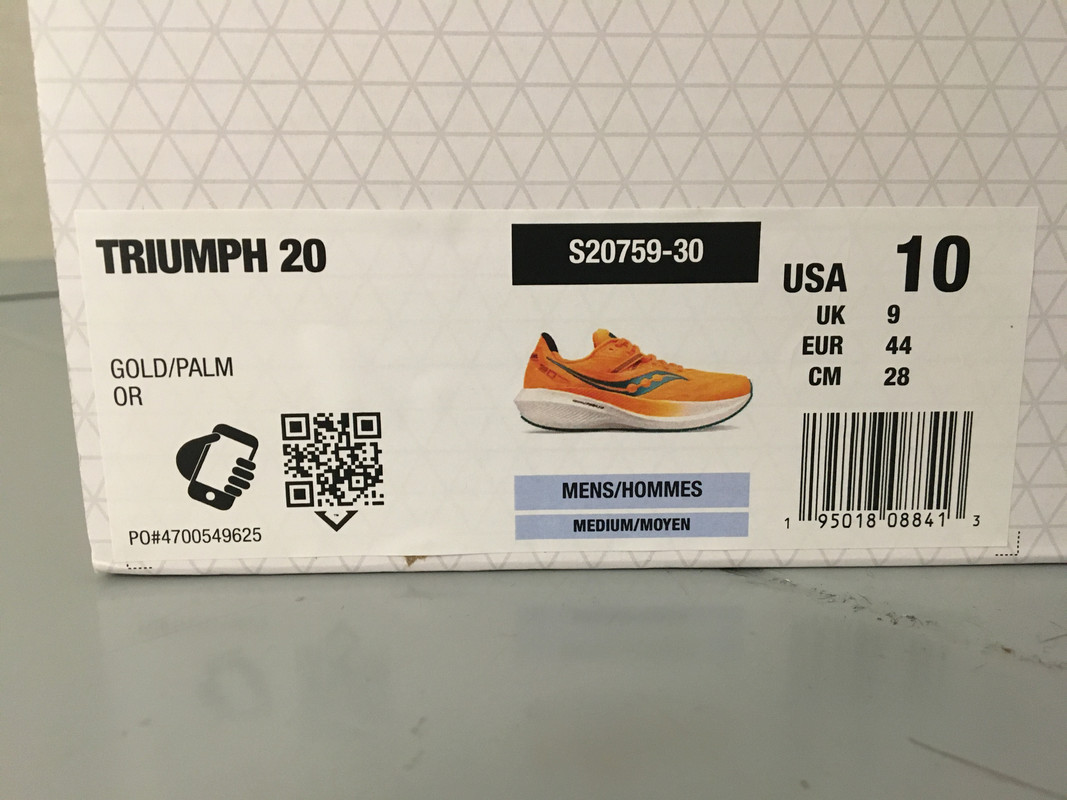 TRIUMPH 20
S20759-30
USA 10
UK 9
EUR 44
CM 28
GOLD/PALM
OR
MENS/HOMMES
MEDIUM/MOYEN
PO#4700549625
1 95018 08841 3